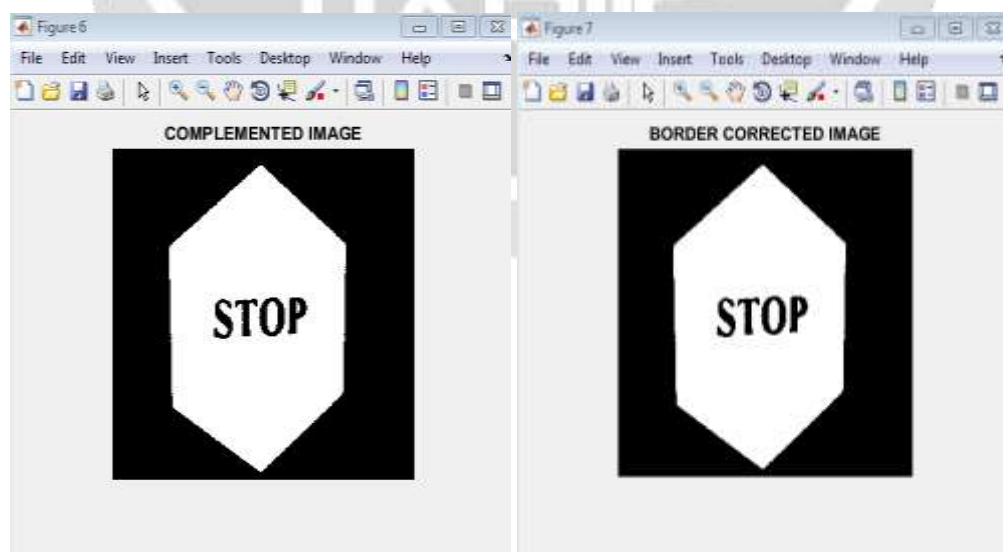 Figure 6
File Edit View Insert Tools Desktop Window Help
COMPLEMENTED IMAGE
STOP
Figure 7
File Edit View Insert Tools Desktop Window Help
BORDER CORRECTED IMAGE
STOP